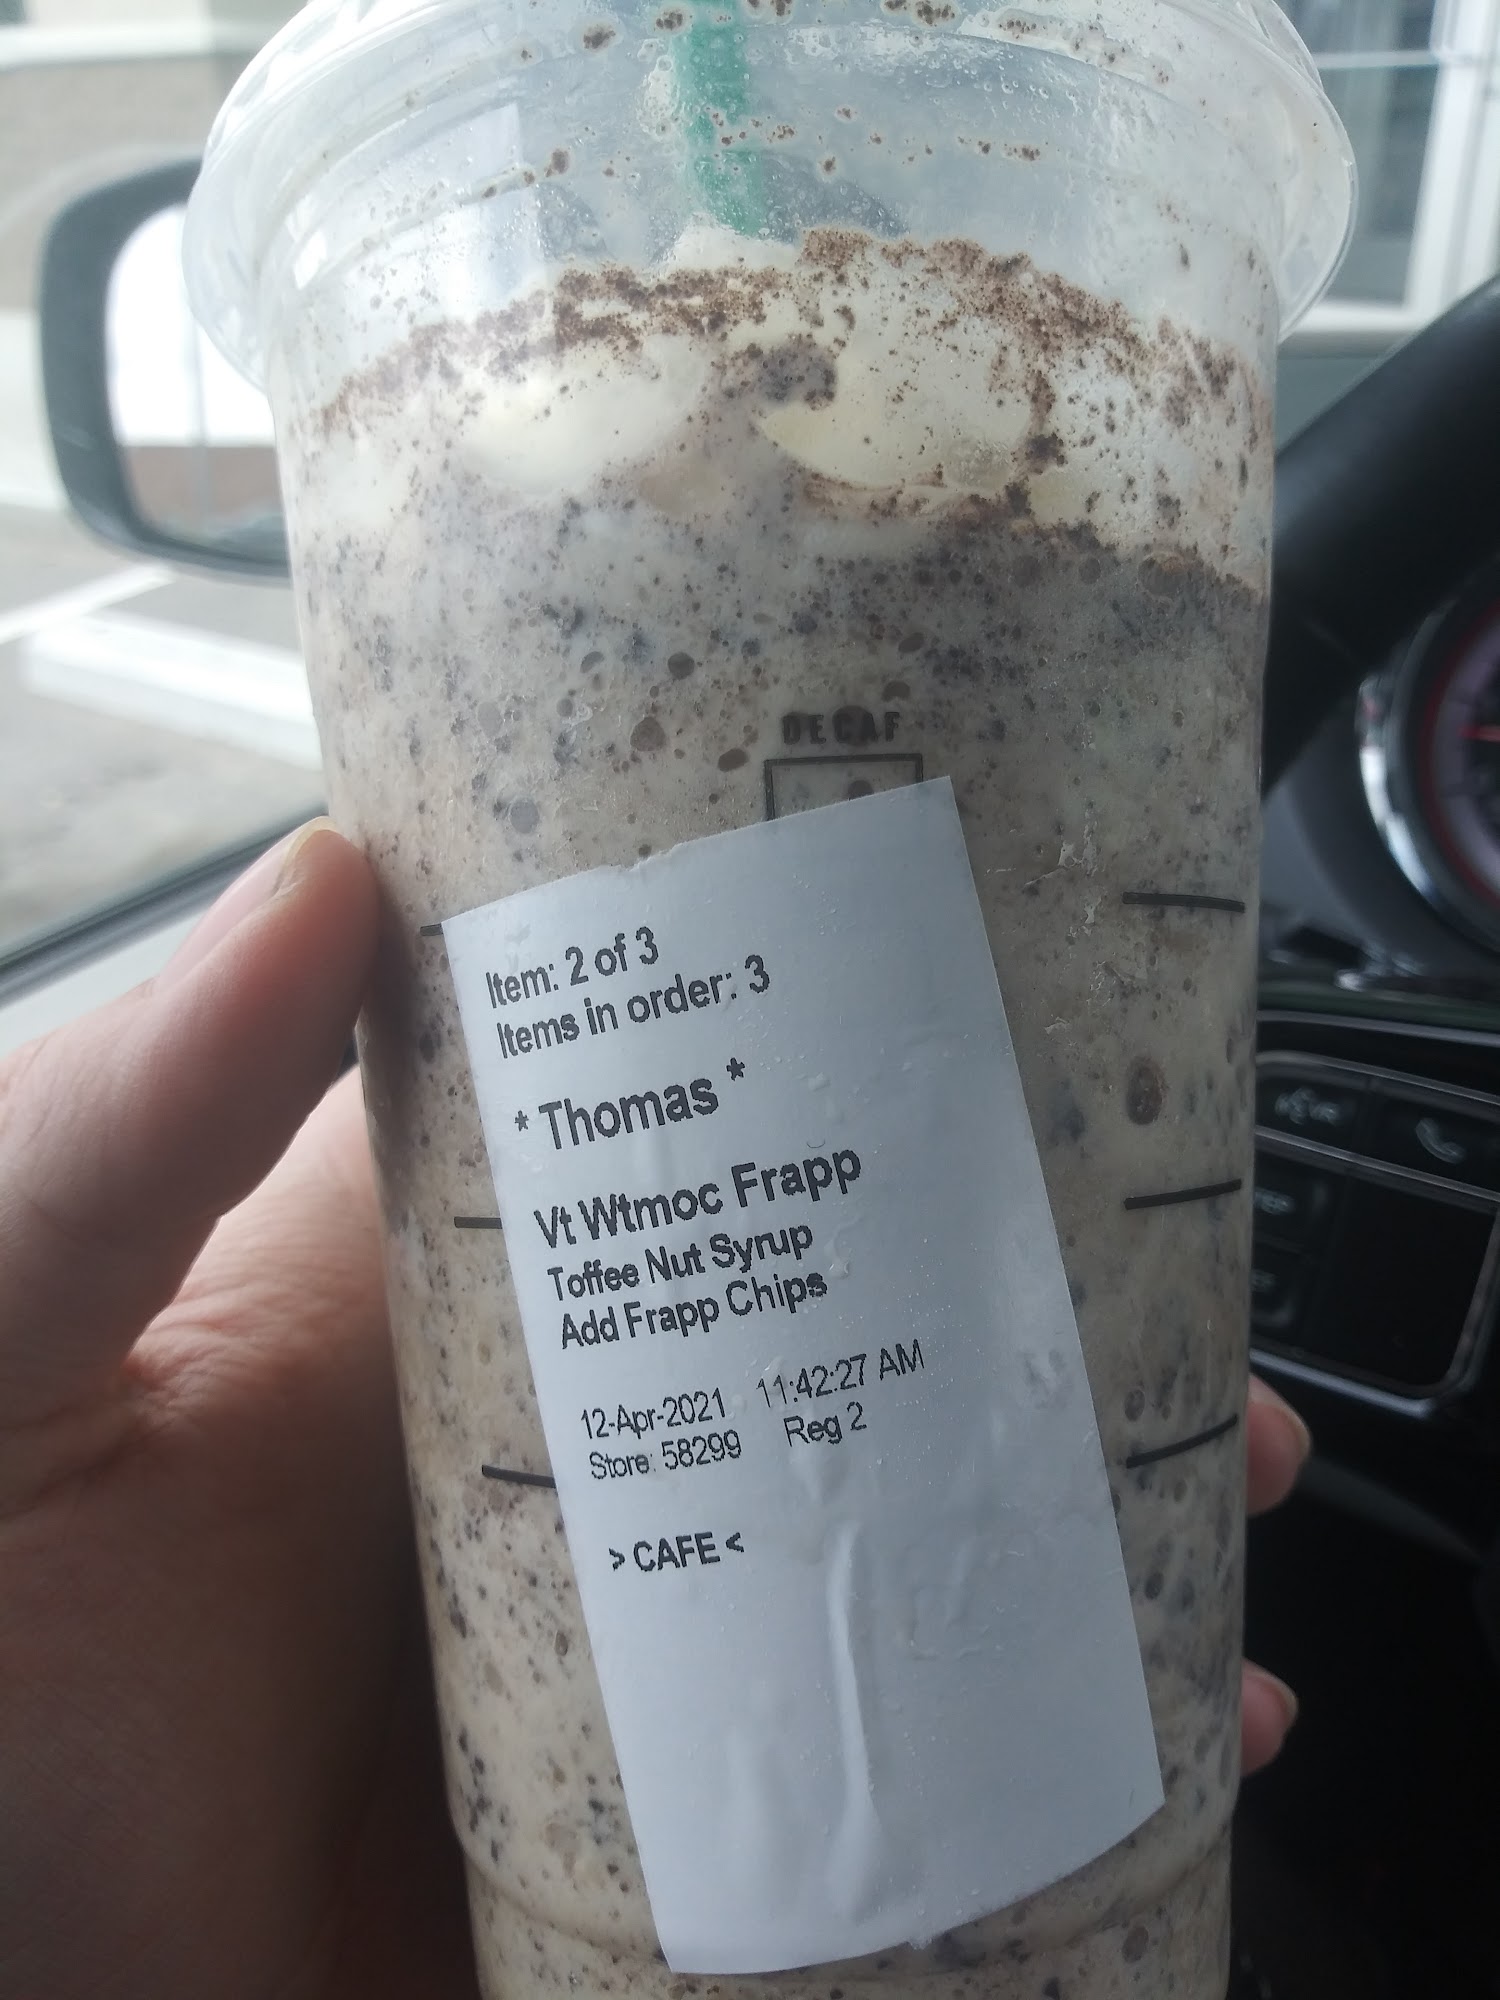 DECAF
Item: 2 of 3
Items in order: 3
* Thomas *
Vt Wtmoc Frapp
Toffee Nut Syrup
Add Frapp Chips
12-Apr-2021 11:42:27 AM
Store: 58299 Reg 2
> CAFE <